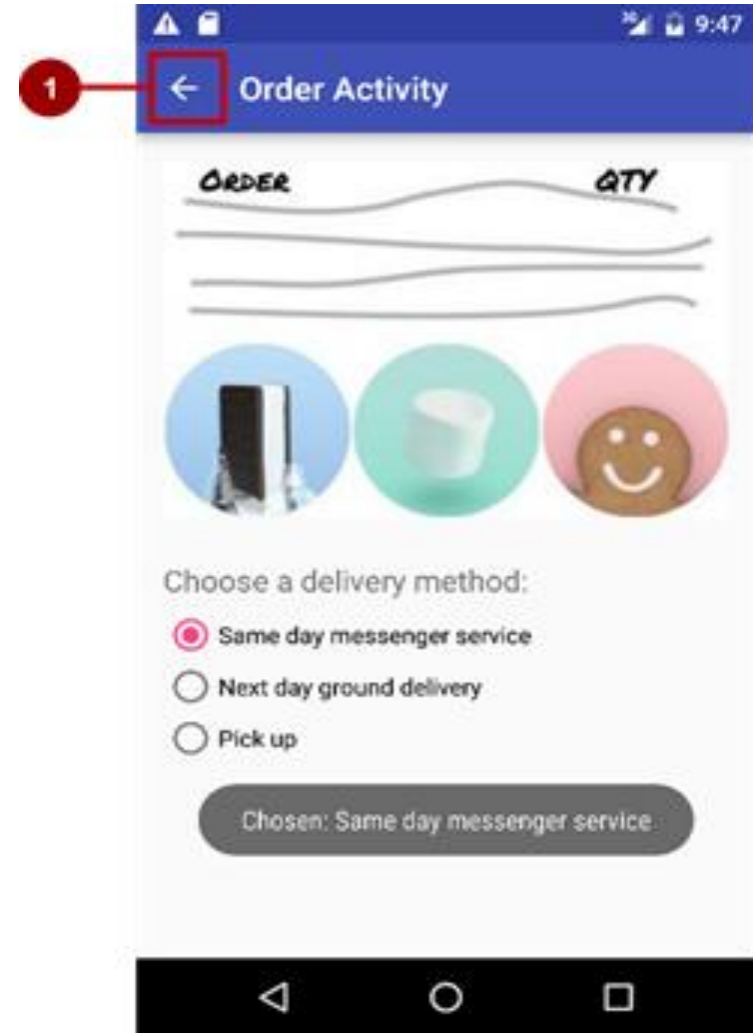 9:47
1
Order Activity
ORDER QTY
Choose a delivery method:
Same day messenger service
Next day ground delivery
Pick up
Chosen: Same day messenger service